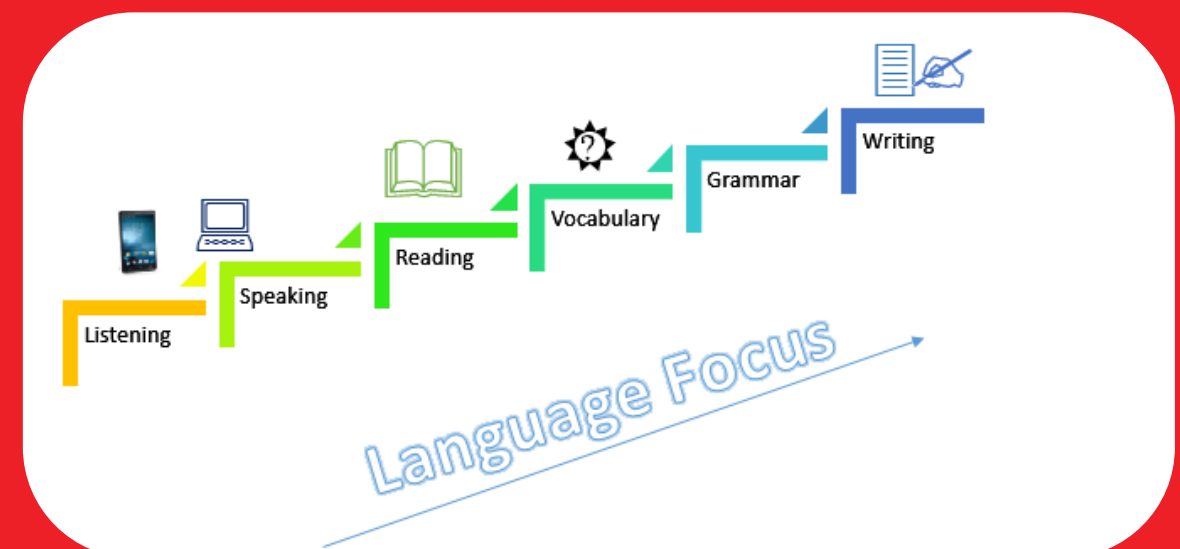 Listening
Speaking
Reading
Vocabulary
Grammar
Writing
Language Focus
?